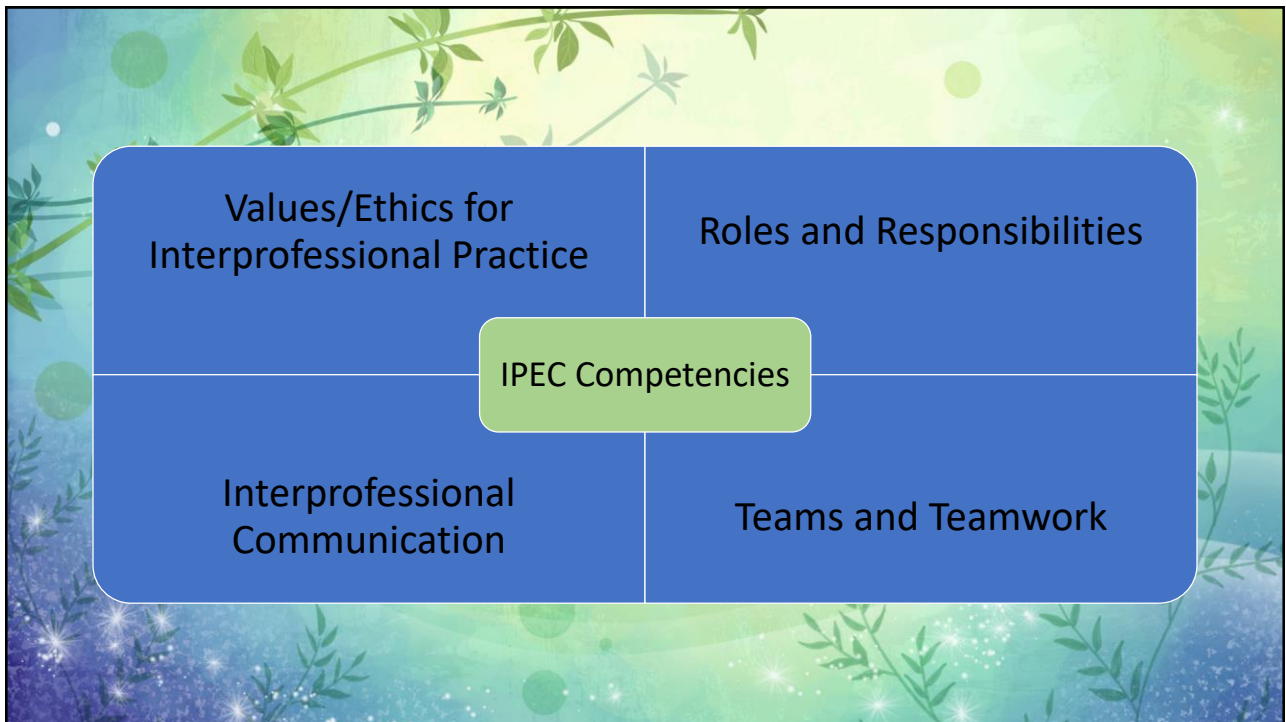 Values/Ethics for
Interprofessional Practice
Roles and Responsibilities
IPEC Competencies
Interprofessional
Communication
Teams and Teamwork